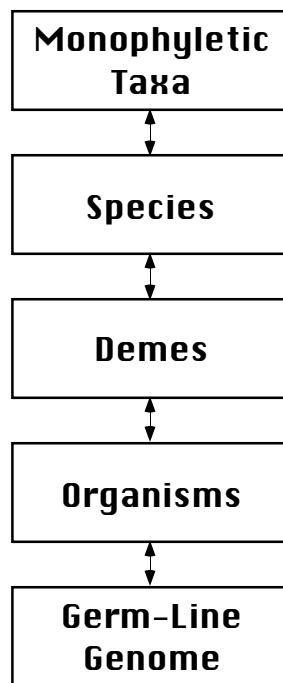 Monophyletic
Taxa
Species
Demes
Organisms
Germ-Line
Genome